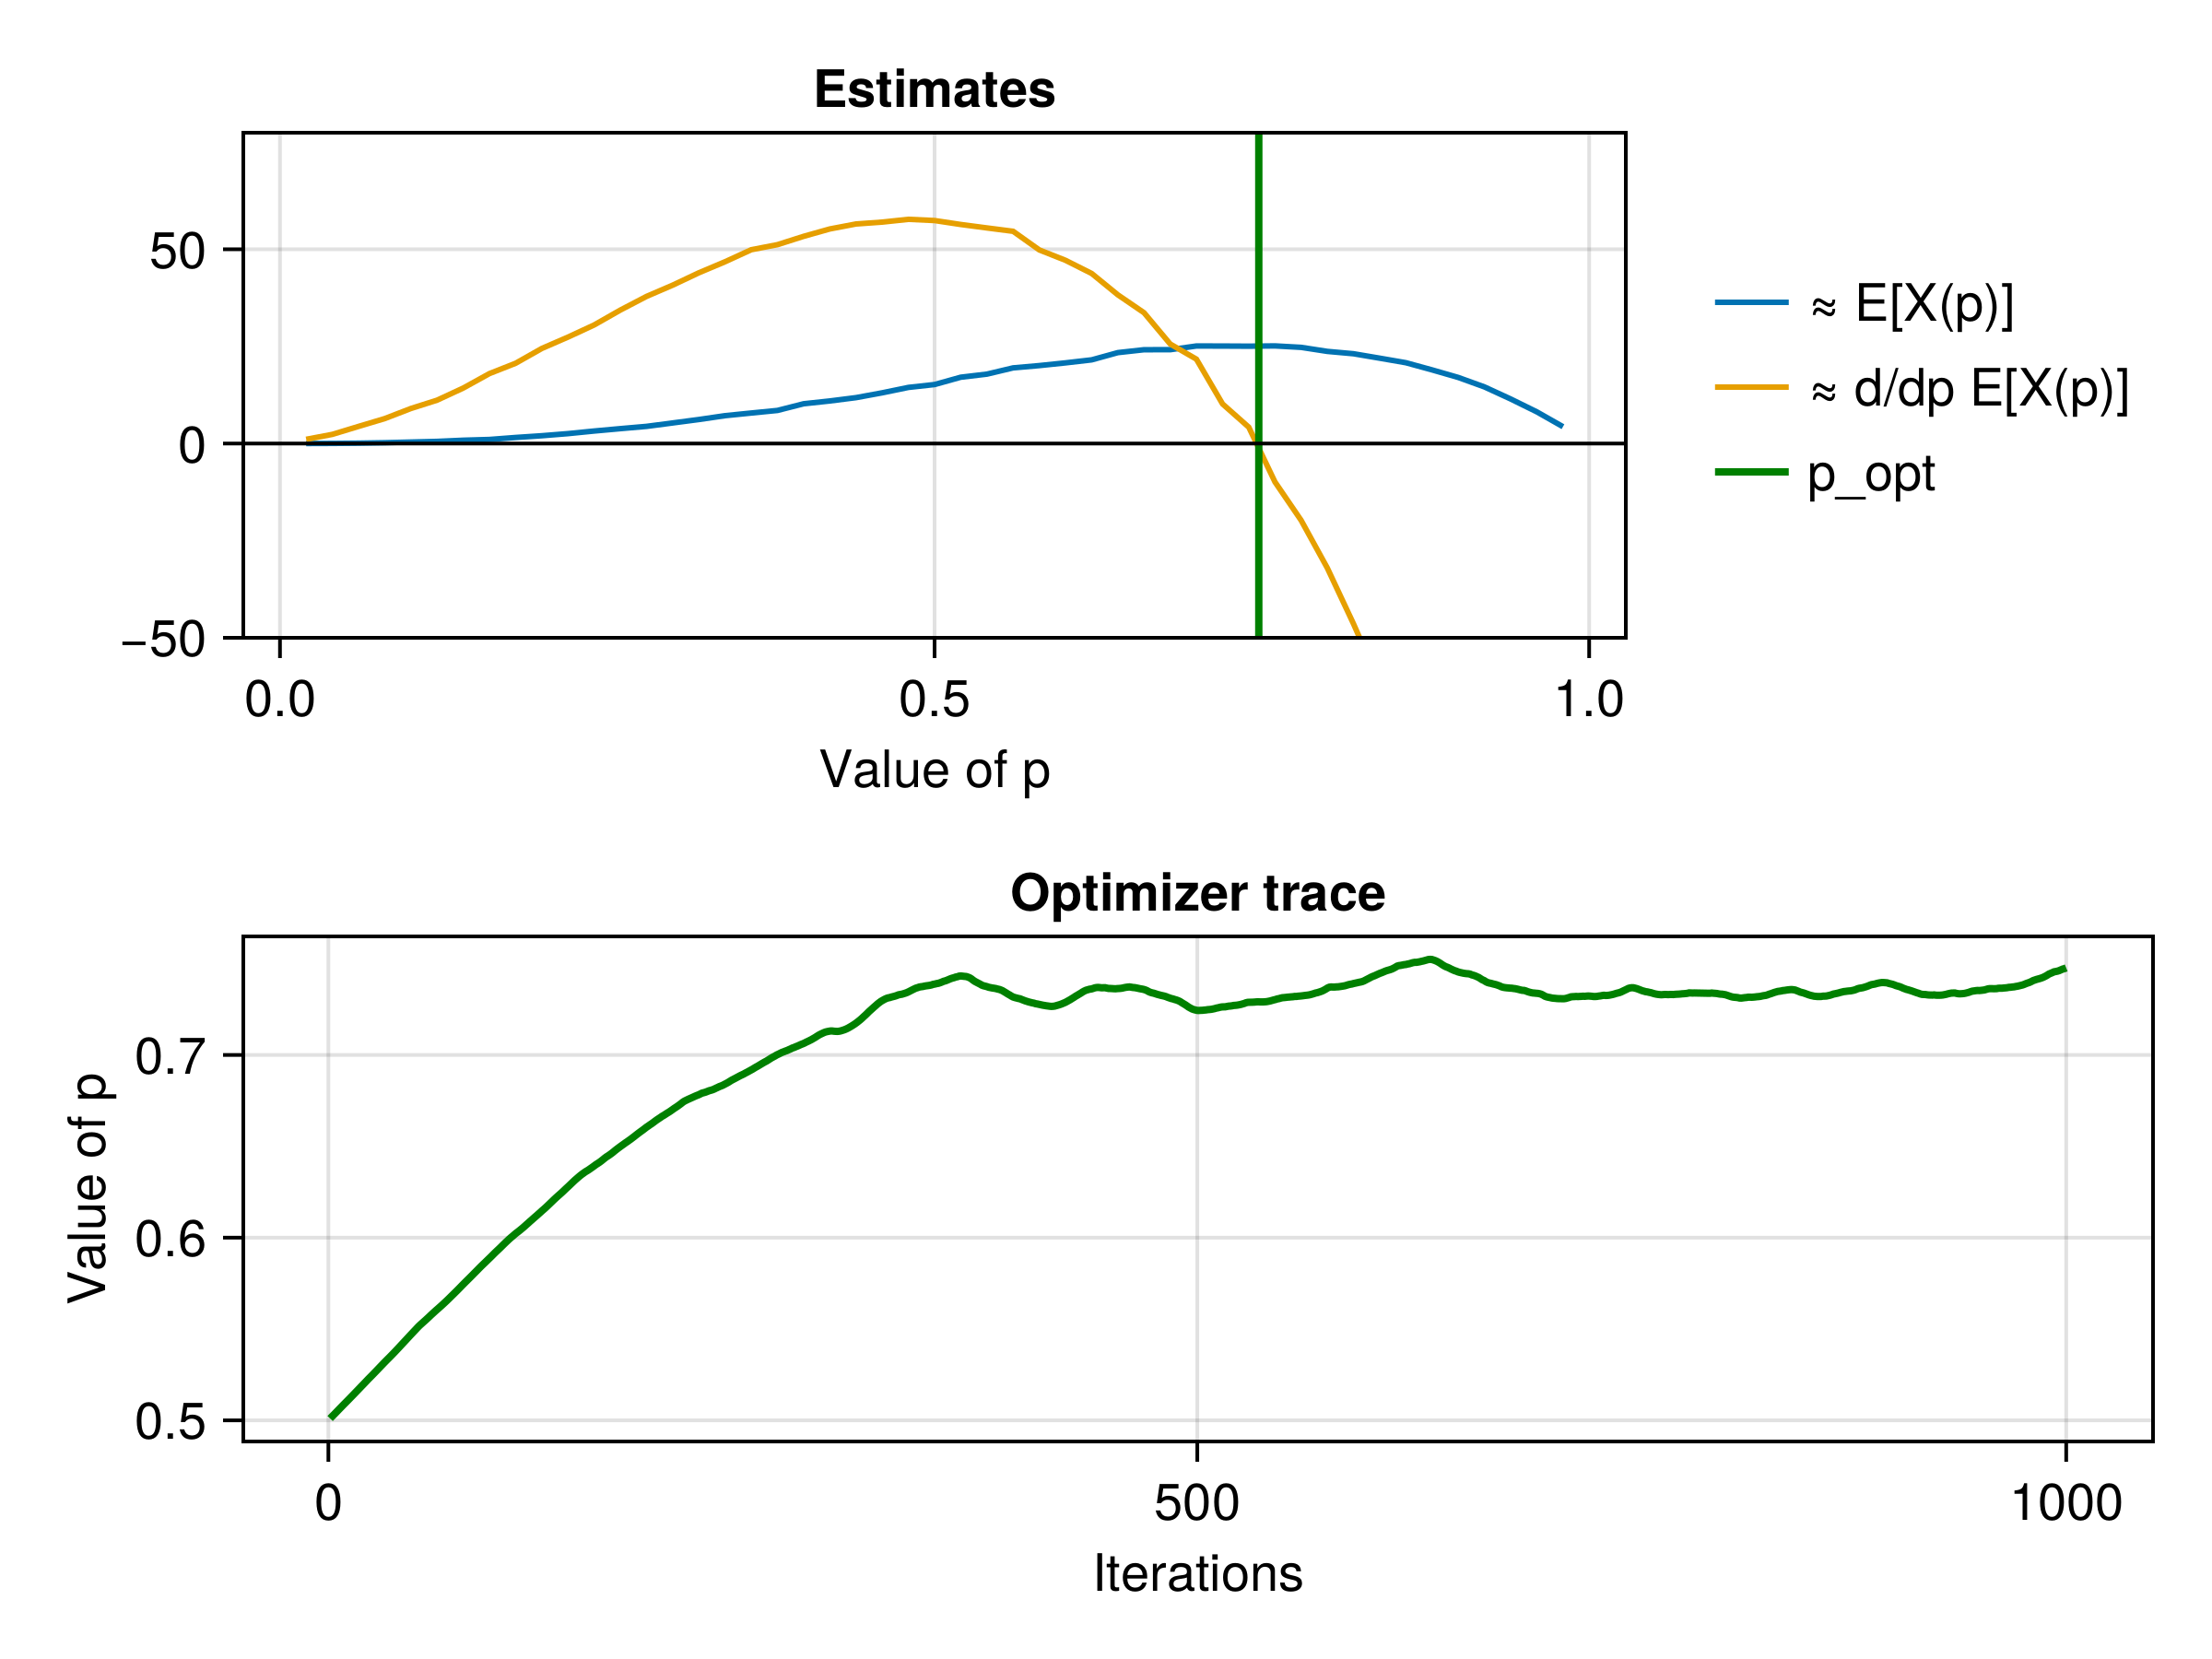 Estimates
50
0
−50
0.0 0.5 1.0
Value of p
≈ E[X(p)]
≈ d/dp E[X(p)]
p_opt
Optimizer trace
Value of p
0.7
0.6
0.5
0 500 1000
Iterations